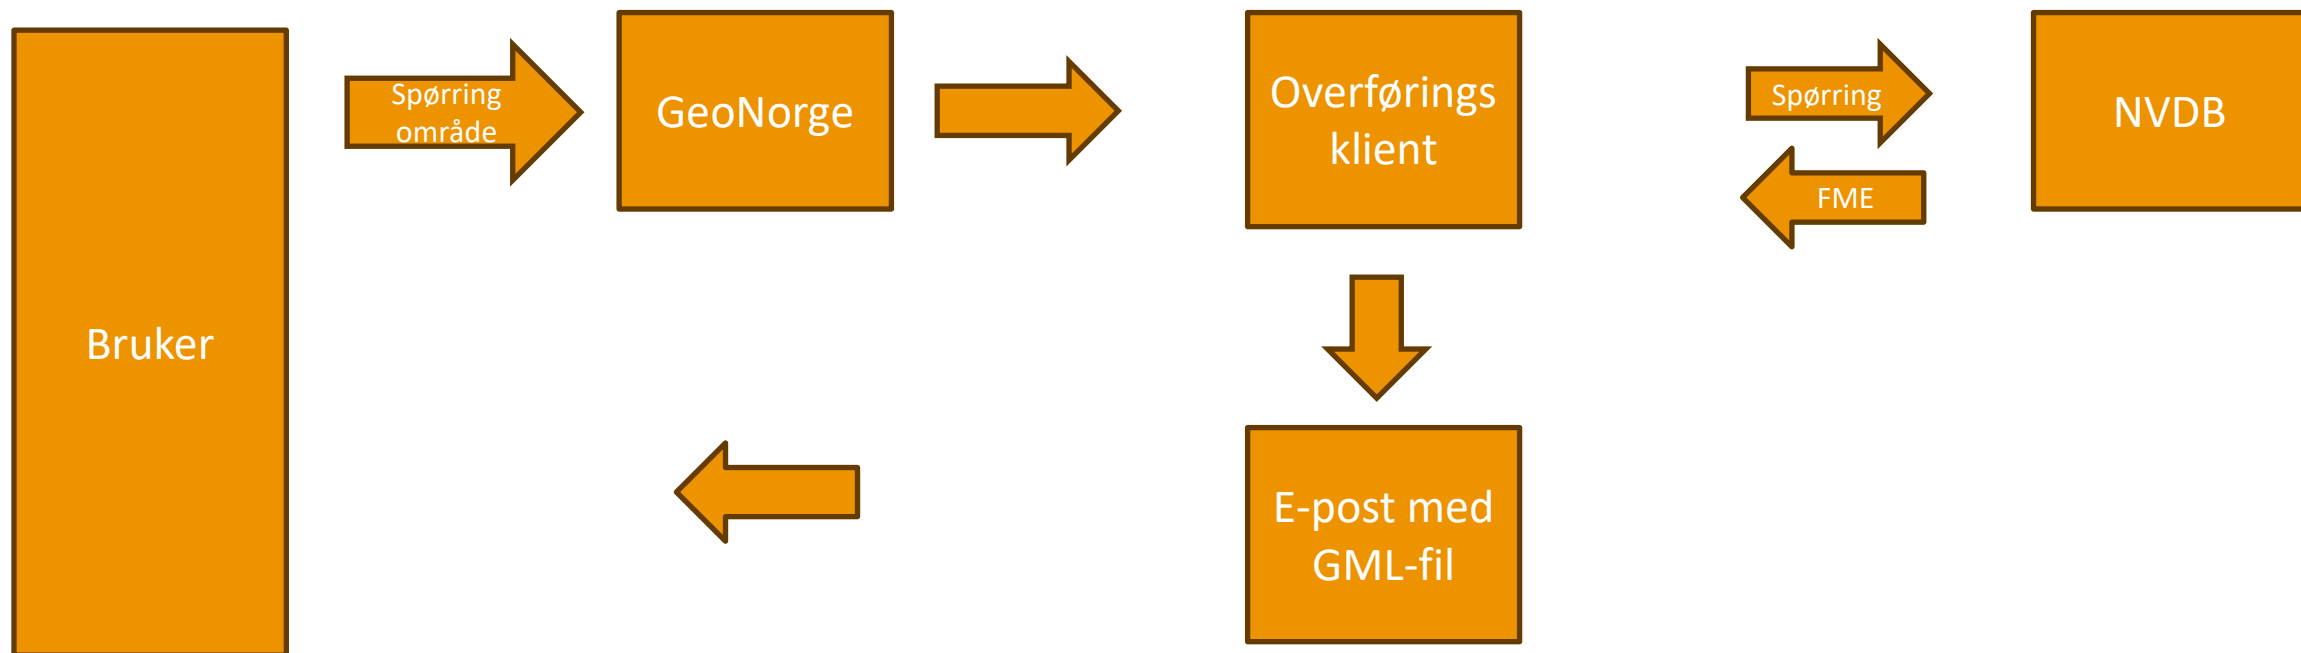 Bruker
Spørring
område
GeoNorge
Overførings
klient
Spørring
FME
NVDB
E-post med
GML-fil